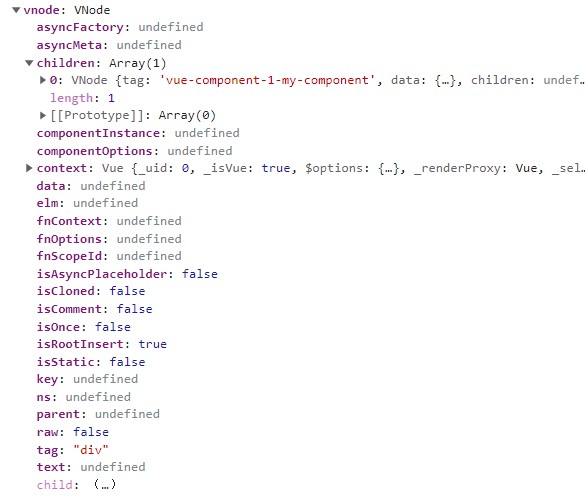 vnode: VNode
asyncFactory: undefined
asyncMeta: undefined
children: Array(1)
0: VNode {tag: 'vue-component-1-my-component', data: {…}, children: undef…
length: 1
[[Prototype]]: Array(0)
componentInstance: undefined
componentOptions: undefined
context: Vue {_uid: 0, _isVue: true, $options: {…}, _renderProxy: Vue, _sel…
data: undefined
elm: undefined
fnContext: undefined
fnOptions: undefined
fnScopeId: undefined
isAsyncPlaceholder: false
isCloned: false
isComment: false
isOnce: false
isRootInsert: true
isStatic: false
key: undefined
ns: undefined
parent: undefined
raw: false
tag: "div"
text: undefined
child: (…)